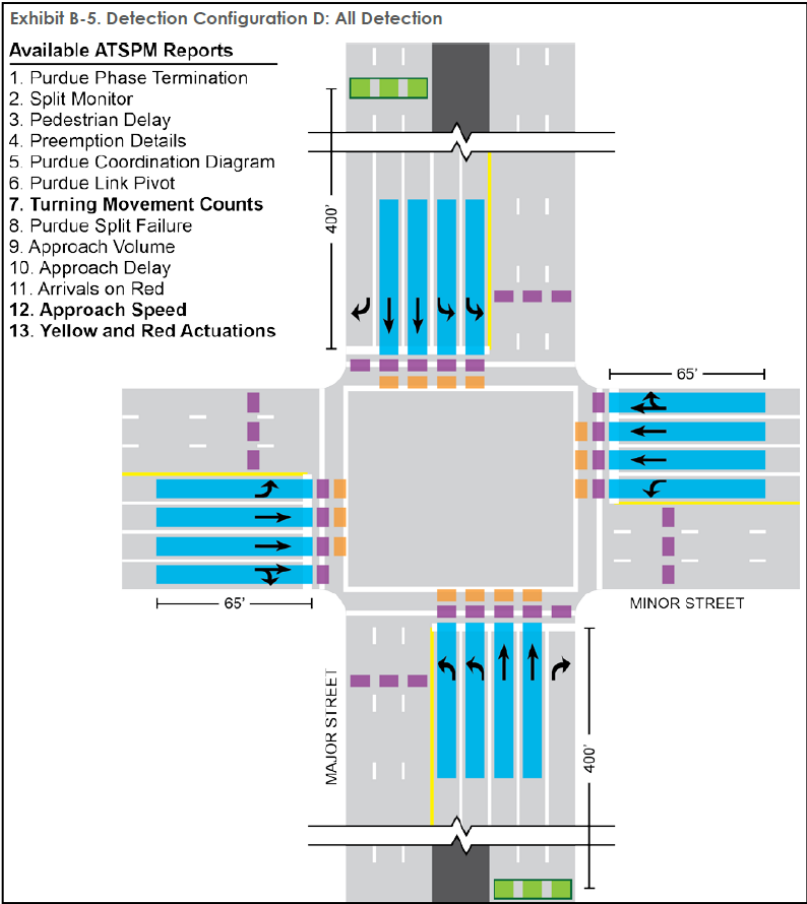 Exhibit B-5. Detection Configuration D: All Detection
Available ATSPM Reports
1. Purdue Phase Termination
2. Split Monitor
3. Pedestrian Delay
4. Preemption Details
5. Purdue Coordination Diagram
6. Purdue Link Pivot
7. Turning Movement Counts
8. Purdue Split Failure
9. Approach Volume
10. Approach Delay
11. Arrivals on Red
12. Approach Speed
13. Yellow and Red Actuations
400'
65'
65'
MINOR STREET
MAJOR STREET
400'